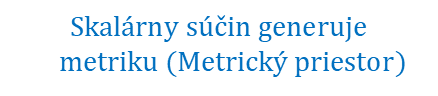 Skalárny súčin generuje
metriku (Metrický priestor)